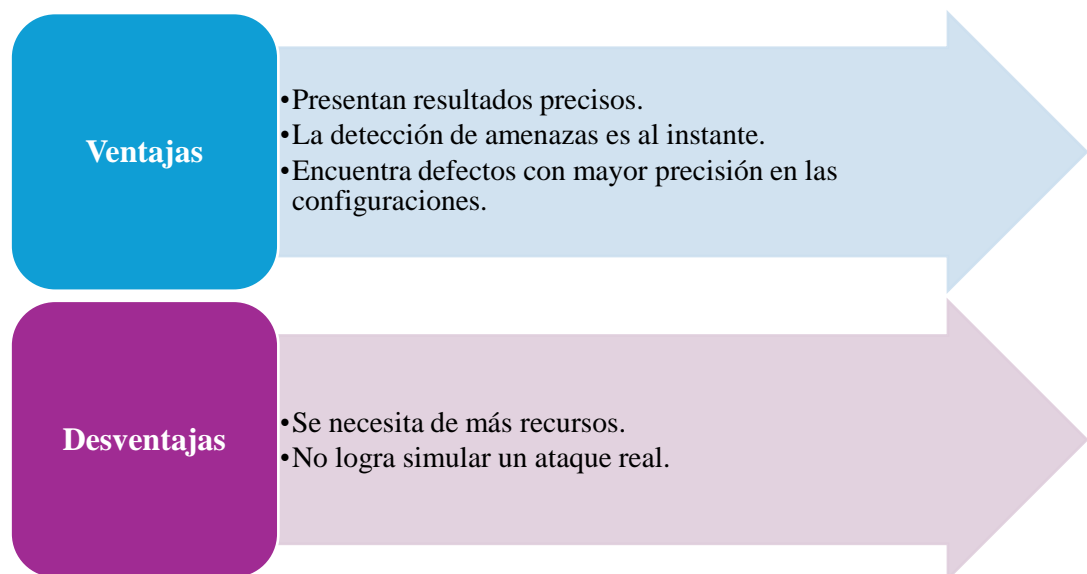 Ventajas
•Presentan resultados precisos.
•La detección de amenazas es al instante.
•Encuentra defectos con mayor precisión en las
configuraciones.
Desventajas
•Se necesita de más recursos.
•No logra simular un ataque real.